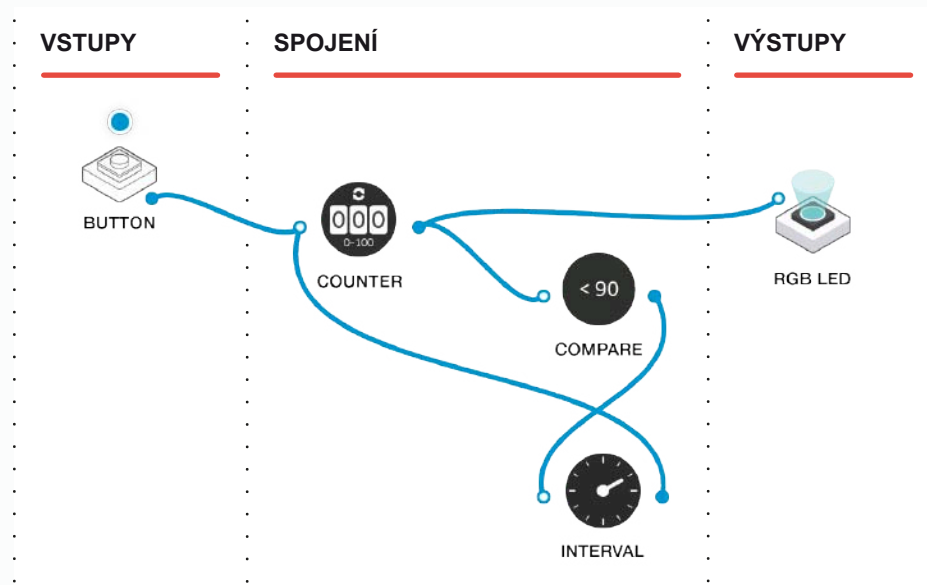 VSTUPY
SPOJENÍ
VÝSTUPY
BUTTON
000
0-100
COUNTER
< 90
COMPARE
INTERVAL
RGB LED